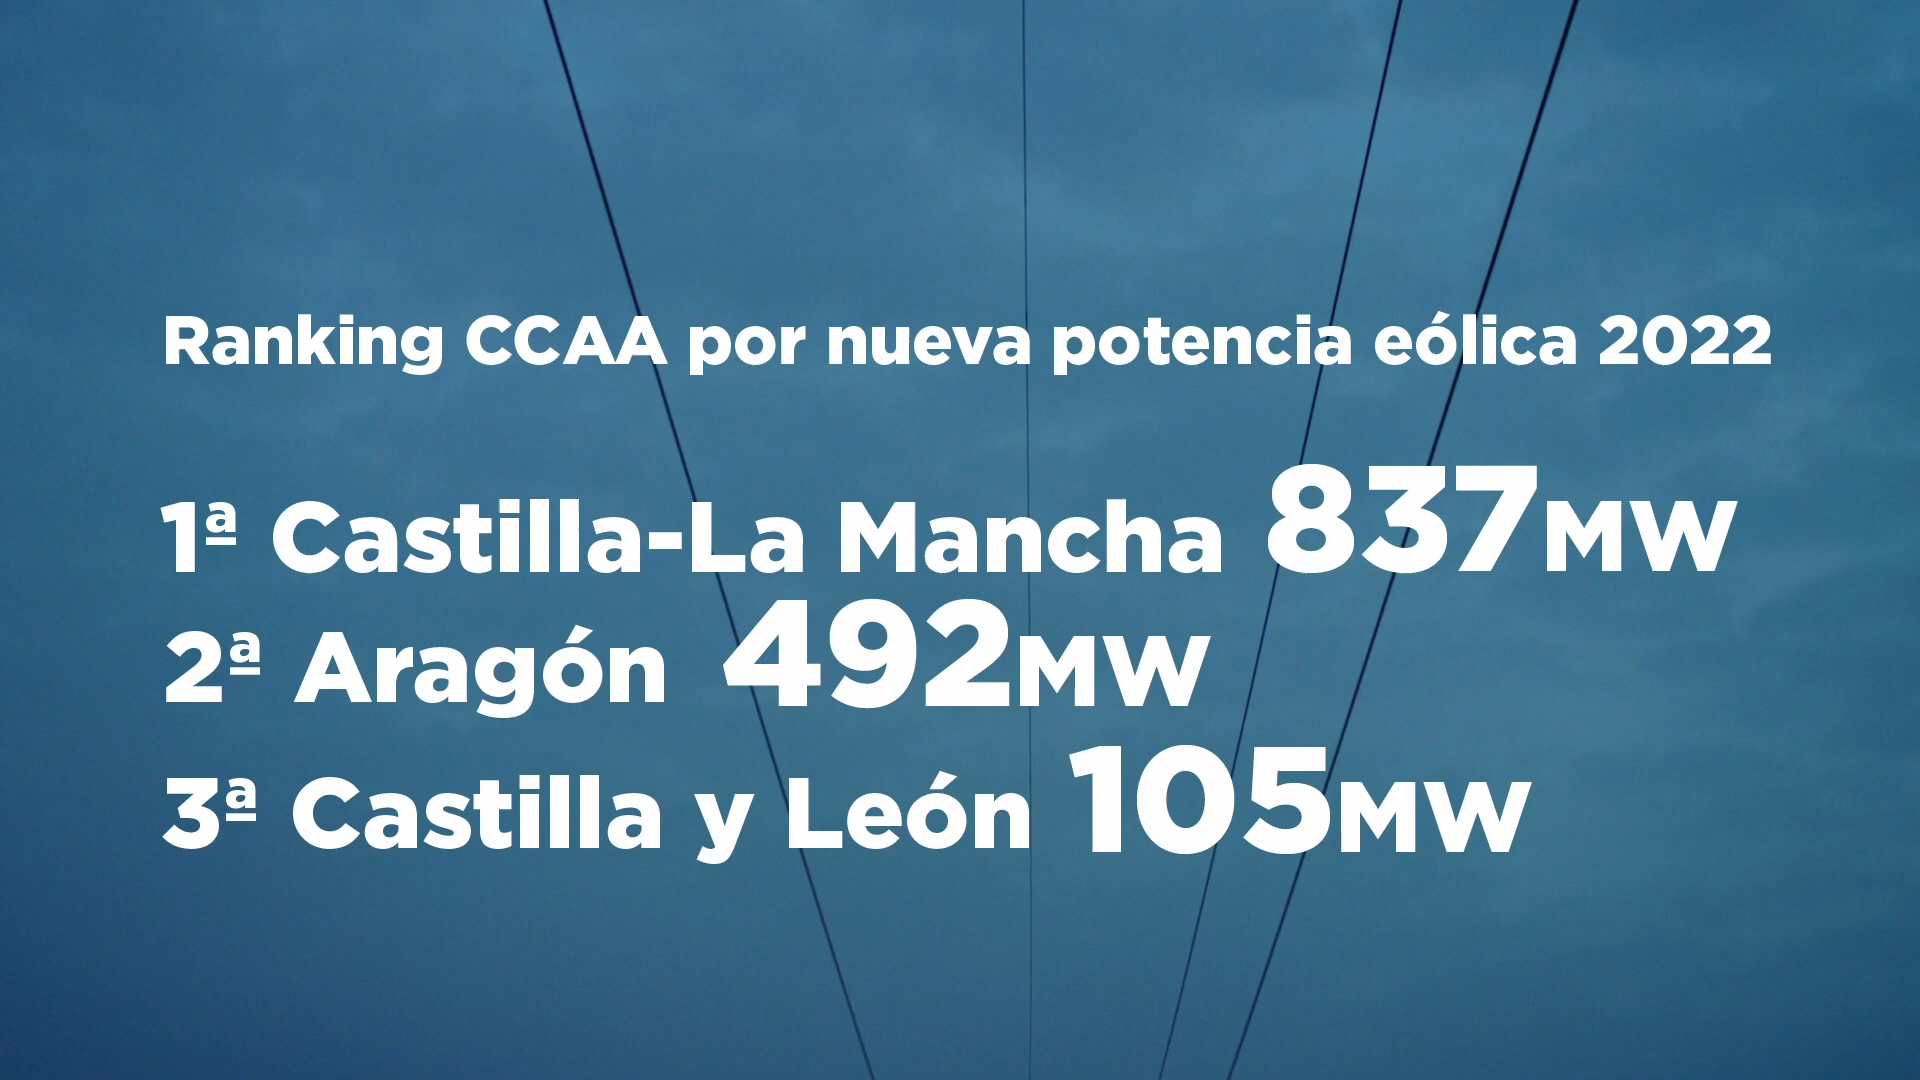 Ranking CCAA por nueva potencia eólica 2022
1ª Castilla-La Mancha 837MW
2ª Aragón 492MW
3ª Castilla y León 105MW